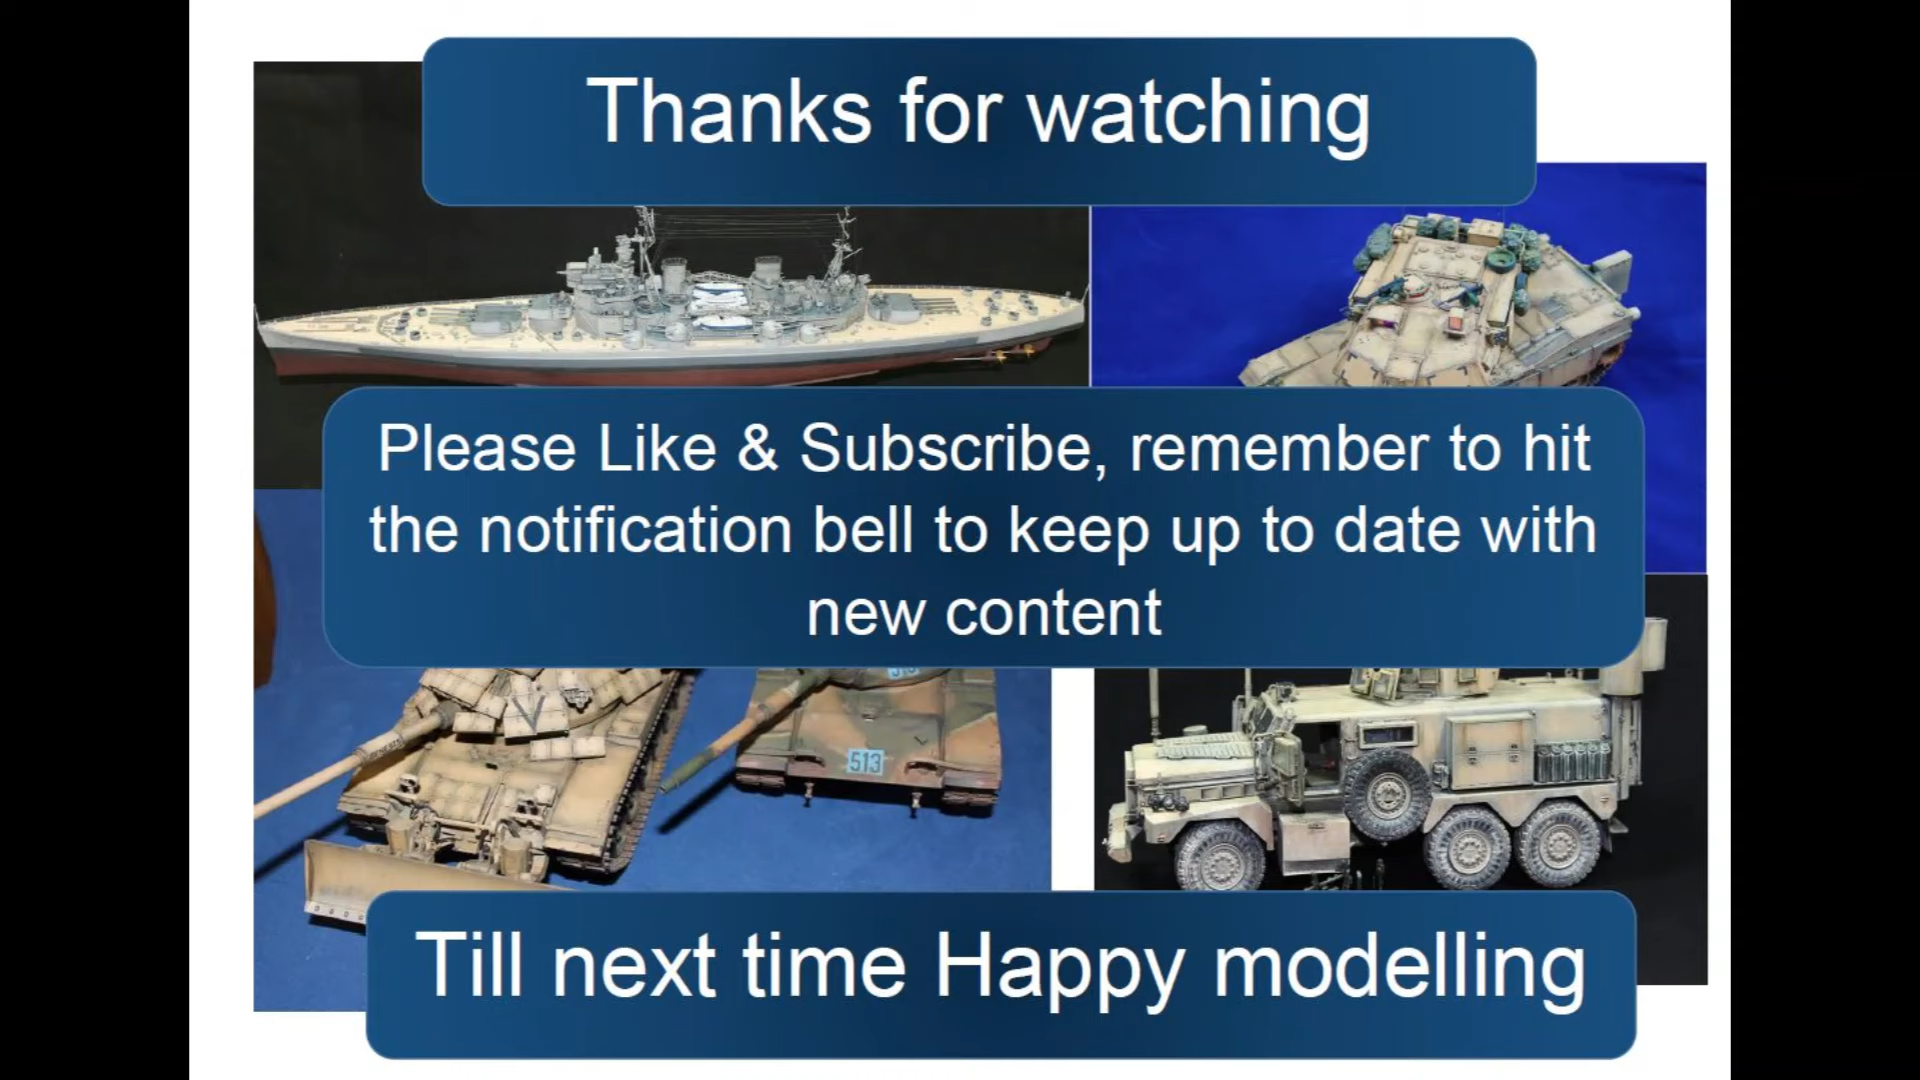 Thanks for watching
Please Like & Subscribe, remember to hit
the notification bell to keep up to date with
new content
513
Till next time Happy modelling